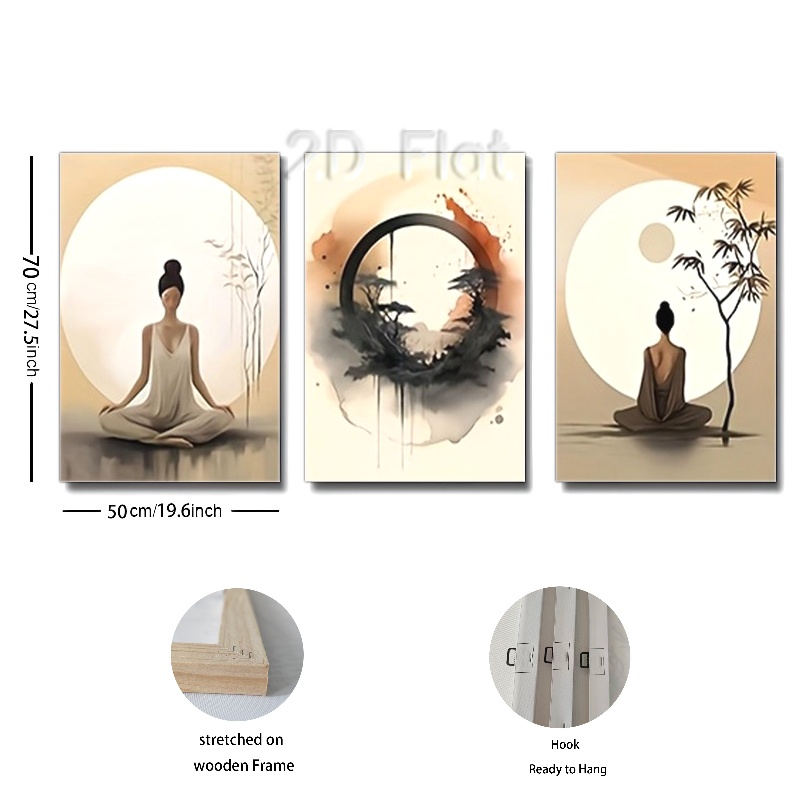 2D Flat
70 cm/27.5inch
50 cm/19.6inch
stretched on
wooden Frame
Hook
Ready to Hang